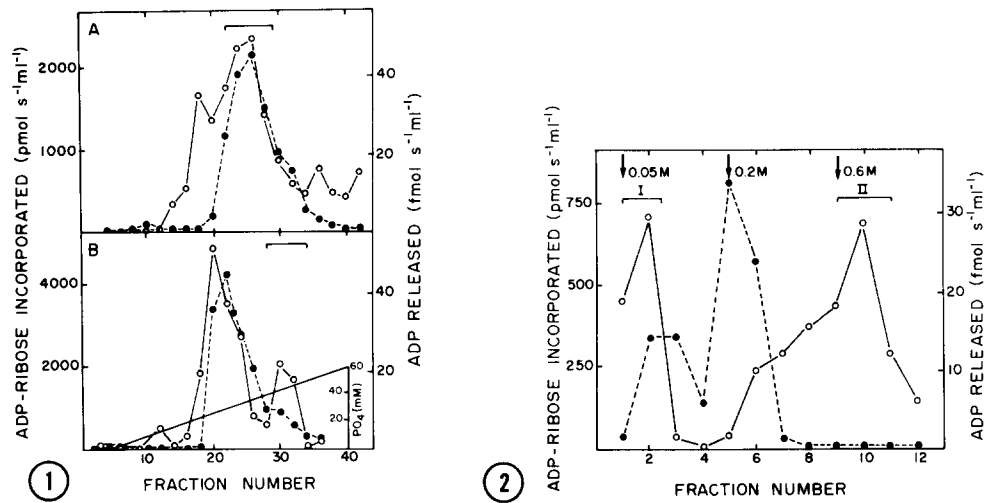 A
ADP-RIBOSE INCORPORATED (pmol s⁻¹ml⁻¹)
2000
1000
0
40
20
0
ADP RELEASED (fmol s⁻¹ml⁻¹)
B
4000
2000
40
20
60
40
20
PO₄ (mM)
10
20
30
40
FRACTION NUMBER
1
ADP-RIBOSE INCORPORATED (pmol s⁻¹ml⁻¹)
750
500
250
0.05M
0.2M
0.6M
I
II
30
20
10
ADP RELEASED (fmol s⁻¹ml⁻¹)
2
4
6
8
10
12
FRACTION NUMBER
2